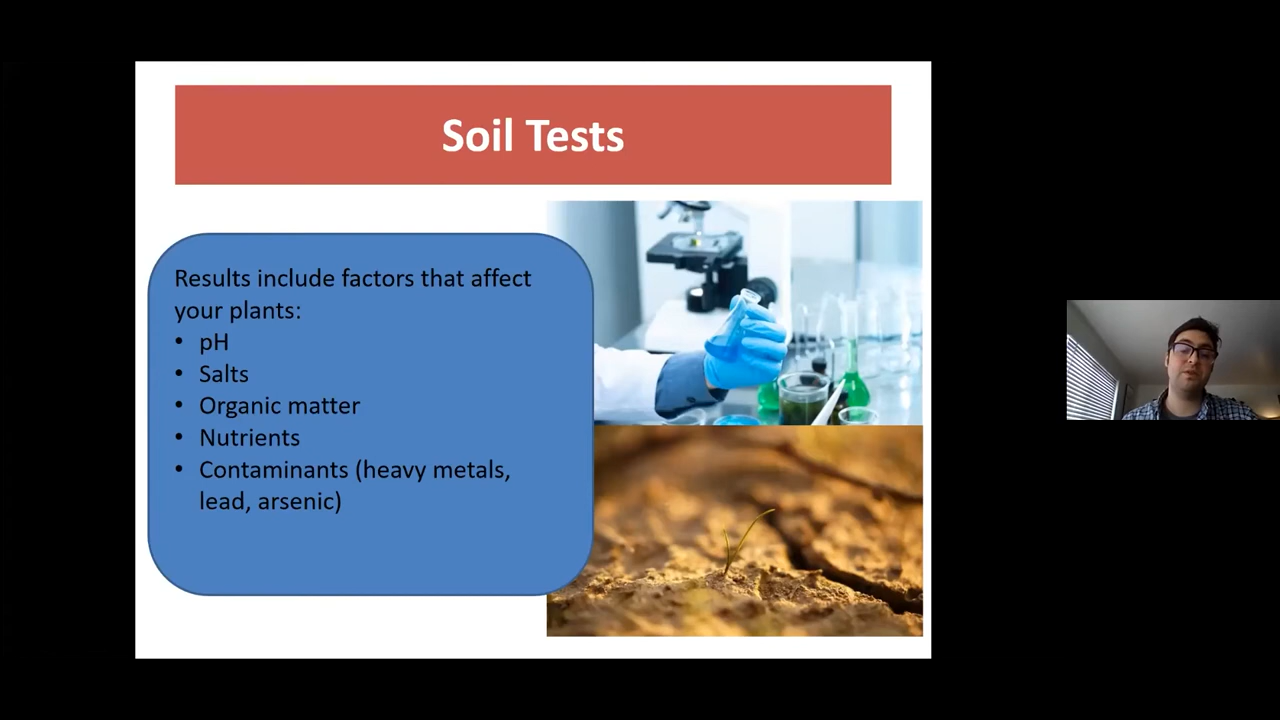 Soil Tests
Results include factors that affect
your plants:
• pH
• Salts
• Organic matter
• Nutrients
• Contaminants (heavy metals,
lead, arsenic)